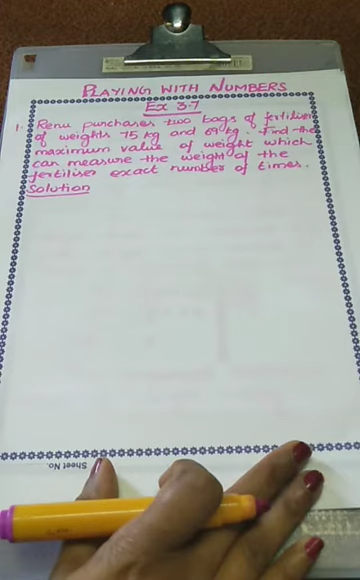 PLAYING WITH NUMBERS
Ex 3.7
1. Renu purchases two bags of fertiliser
of weights 75 kg and 69 kg. Find the
maximum value of weight which
can measure the weight of the
fertiliser exact number of times.
Solution
Sheet No.